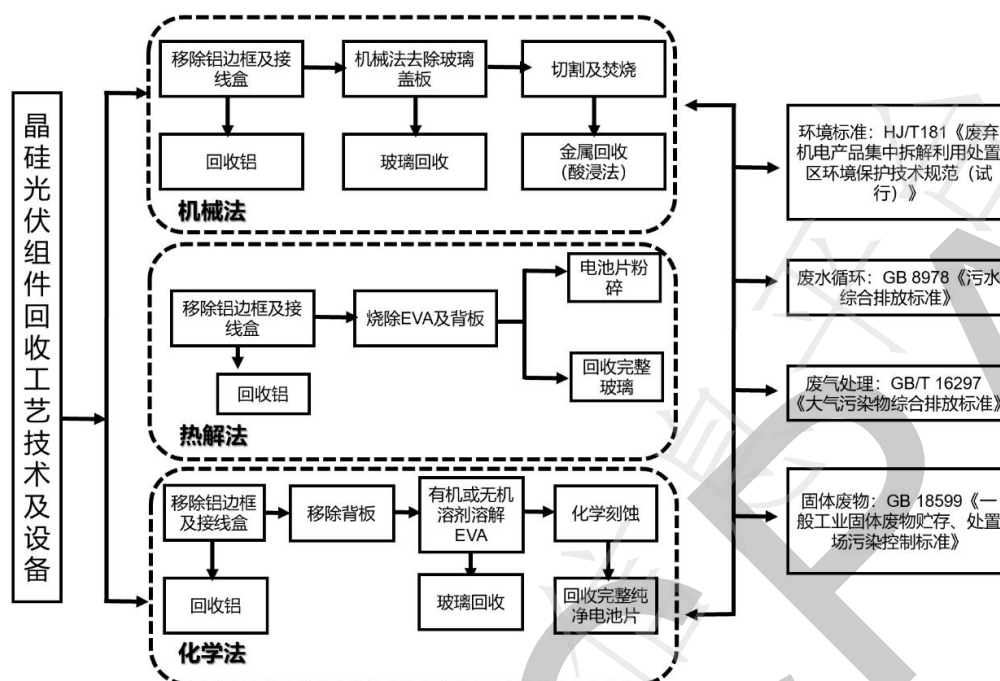 晶硅光伏组件回收工艺技术及设备
移除铝边框及接
线盒
机械法去除玻璃
盖板
切割及焚烧
回收铝
玻璃回收
金属回收
(酸浸法)
机械法
移除铝边框及接
线盒
烧除EVA及背板
电池片粉
碎
回收完整
玻璃
回收铝
热解法
移除铝边框
及接线盒
移除背板
有机或无机
溶剂溶解
EVA
化学刻蚀
回收铝
玻璃回收
回收完整纯
净电池片
化学法
环境标准：HJ/T181《废弃
机电产品集中拆解利用处置
区环境保护技术规范（试
行）》
废水循环：GB 8978《污水
综合排放标准》
废气处理：GB/T 16297
《大气污染物综合排放标准》
固体废物：GB 18599《一
般工业固体废物贮存、处置
场污染控制标准》